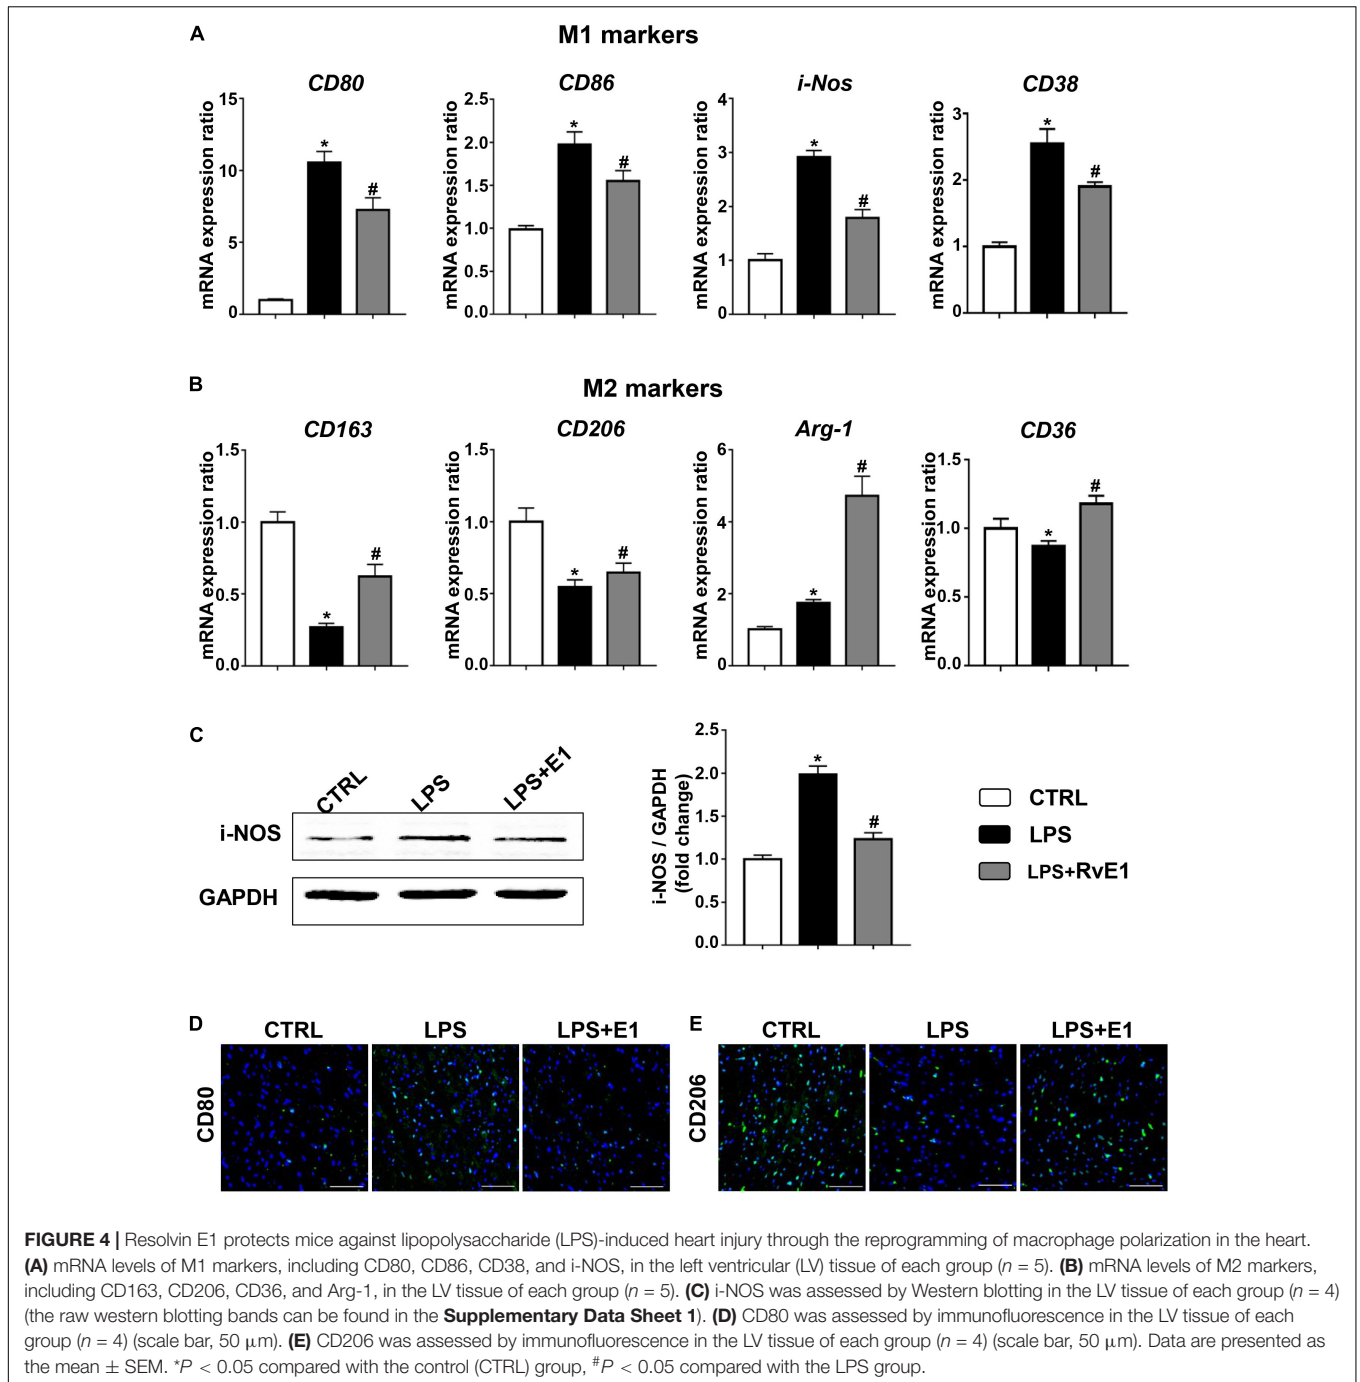 A
M1 markers
CD80
CD86
i-Nos
CD38
mRNA expression ratio
15
10
5
0
*
#
mRNA expression ratio
2.5
2.0
1.5
1.0
0.5
0.0
*
#
mRNA expression ratio
4
3
2
1
0
*
#
mRNA expression ratio
3
2
1
0
*
#
B
M2 markers
CD163
CD206
Arg-1
CD36
mRNA expression ratio
1.5
1.0
0.5
0.0
*
#
mRNA expression ratio
1.5
1.0
0.5
0.0
*
#
mRNA expression ratio
6
4
2
0
*
#
mRNA expression ratio
1.5
1.0
0.5
0.0
*
#
C
CTRL
LPS
LPS+E1
i-NOS
GAPDH
i-NOS / GAPDH
(fold change)
2.5
2.0
1.5
1.0
0.5
0.0
*
#
CTRL
LPS
LPS+RvE1
D
CTRL
LPS
LPS+E1
CD80
E
CTRL
LPS
LPS+E1
CD206
FIGURE 4 | Resolvin E1 protects mice against lipopolysaccharide (LPS)-induced heart injury through the reprogramming of macrophage polarization in the heart.
(A) mRNA levels of M1 markers, including CD80, CD86, CD38, and i-NOS, in the left ventricular (LV) tissue of each group (n = 5). (B) mRNA levels of M2 markers,
including CD163, CD206, CD36, and Arg-1, in the LV tissue of each group (n = 5). (C) i-NOS was assessed by Western blotting in the LV tissue of each group (n = 4)
(the raw western blotting bands can be found in the Supplementary Data Sheet 1). (D) CD80 was assessed by immunofluorescence in the LV tissue of each
group (n = 4) (scale bar, 50 μm). (E) CD206 was assessed by immunofluorescence in the LV tissue of each group (n = 4) (scale bar, 50 μm). Data are presented as
the mean ± SEM. *P < 0.05 compared with the control (CTRL) group, #P < 0.05 compared with the LPS group.